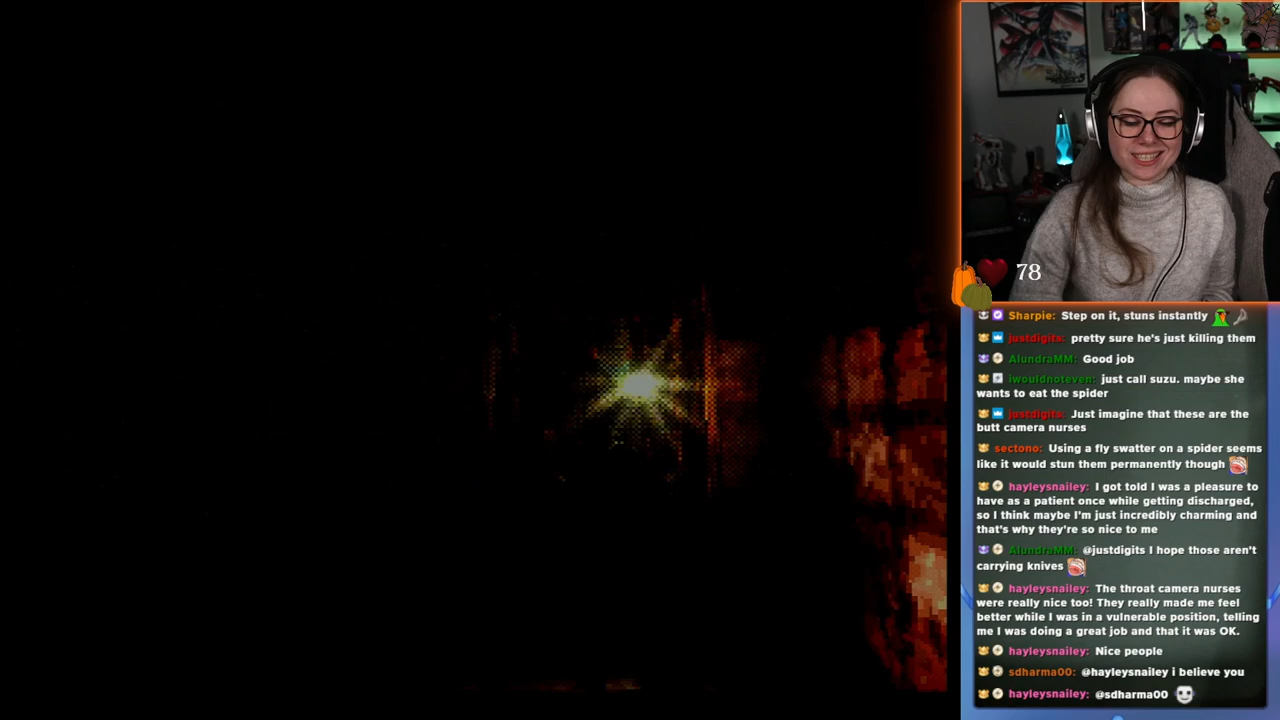 78
Sharpie: Step on it, stuns instantly
justdigits: pretty sure he's just killing them
AlundraMM: Good job
iwouldnoteven: just call suzu. maybe she
wants to eat the spider
justdigits: Just imagine that these are the
butt camera nurses
sectono: Using a fly swatter on a spider seems
like it would stun them permanently though
hayleysnailey: I got told I was a pleasure to
have as a patient once while getting discharged,
so I think maybe I'm just incredibly charming and
that's why they're so nice to me
AlundraMM: @justdigits I hope those aren't
carrying knives
hayleysnailey: The throat camera nurses
were really nice too! They really made me feel
better while I was in a vulnerable position, telling
me I was doing a great job and that it was OK.
hayleysnailey: Nice people
sdharma00: @hayleysnailey i believe you
hayleysnailey: @sdharma00